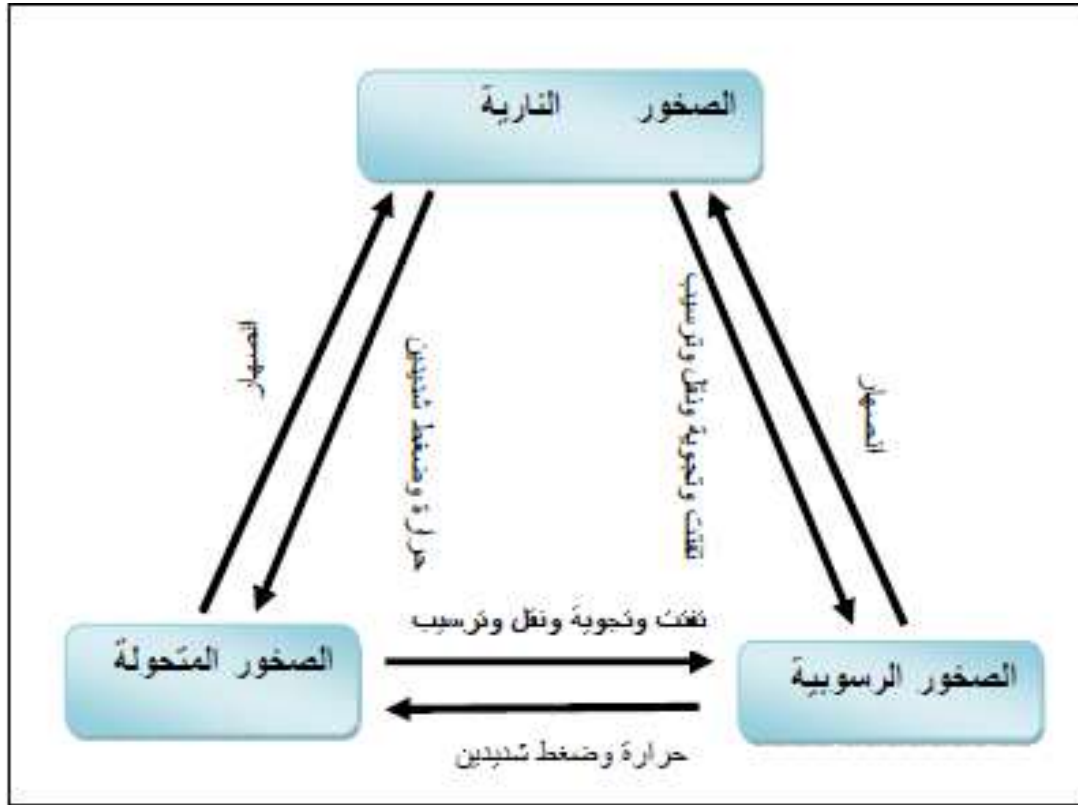 الصخور النارية
انصهار
حرارة وضغط شديدين
تفتت وتجوية ونقل وترسيب
انصهار
تفتت وتجوية ونقل وترسيب
الصخور المتحولة
الصخور الرسوبية
حرارة وضغط شديدين